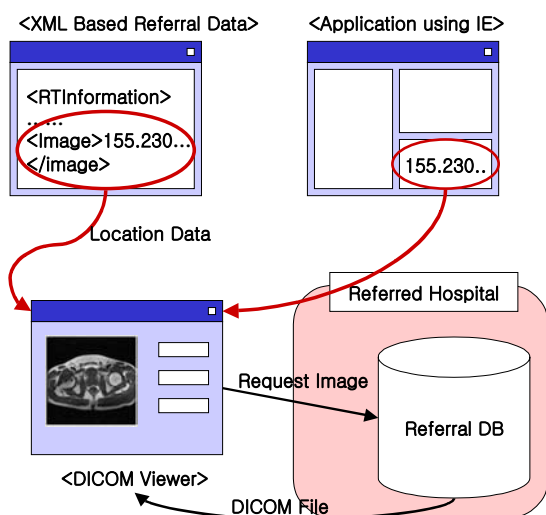 <XML Based Referral Data>
<Application using IE>
<RTInformation>
......
<Image>155.230...
</image>
155.230..
Location Data
Referred Hospital
Request Image
Referral DB
<DICOM Viewer>
DICOM File